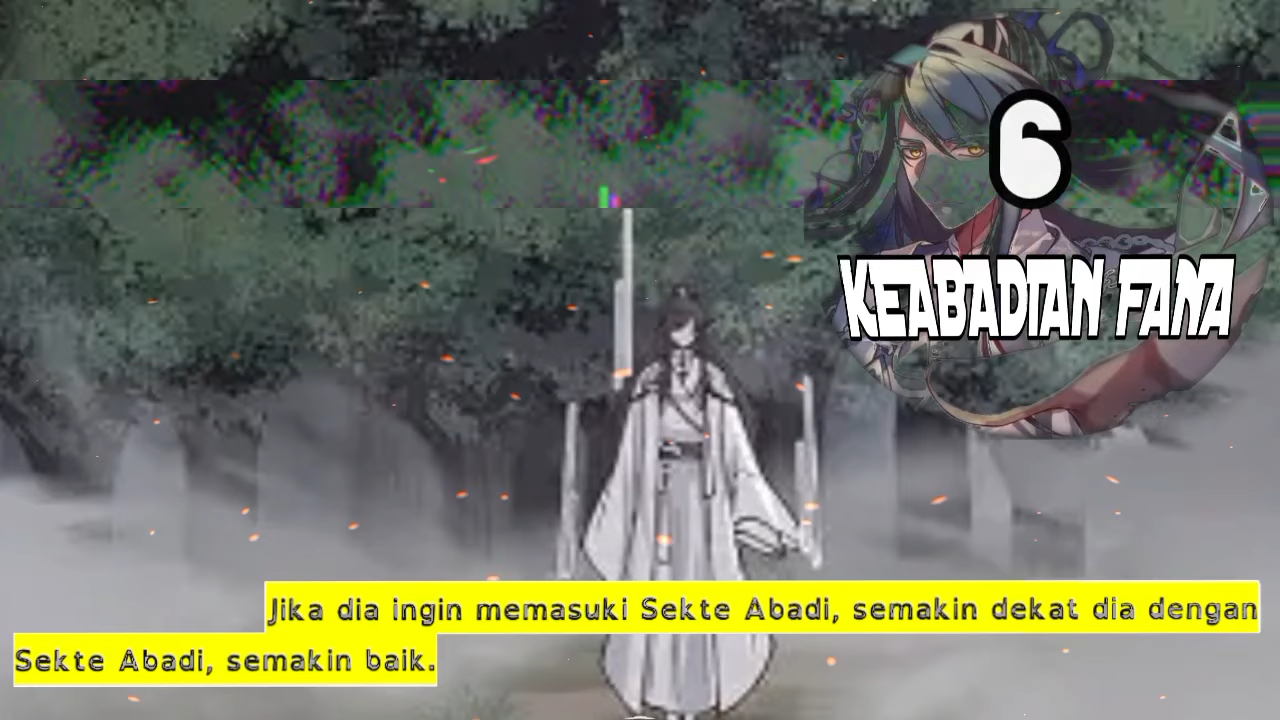 6
KEABADIAN FANA
Jika dia ingin memasuki Sekte Abadi, semakin dekat dia dengan
Sekte Abadi, semakin baik.